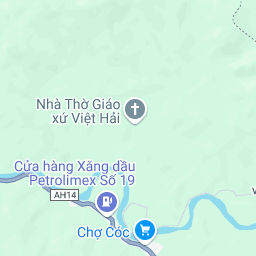 Nhà Thờ Giáo
xứ Việt Hải
Cửa hàng Xăng dầu
Petrolimex Số 19
AH14
Chợ Cóc
V